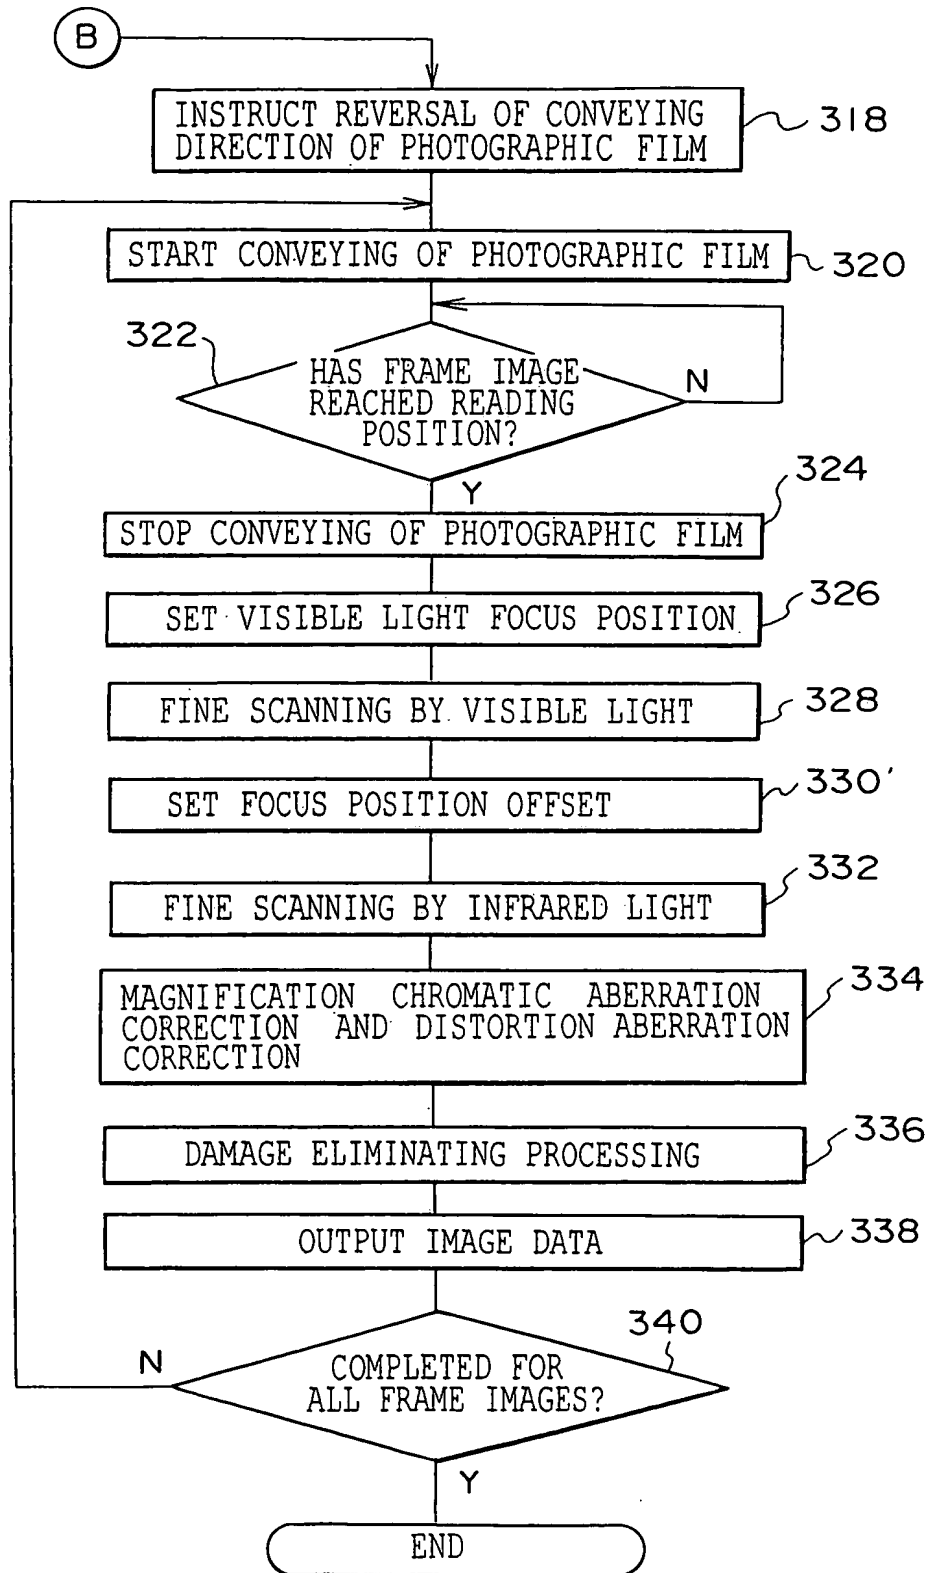 B
INSTRUCT REVERSAL OF CONVEYING
DIRECTION OF PHOTOGRAPHIC FILM
318
START CONVEYING OF PHOTOGRAPHIC FILM
320
322
HAS FRAME IMAGE
REACHED READING
POSITION?
N
Y
324
STOP CONVEYING OF PHOTOGRAPHIC FILM
326
SET VISIBLE LIGHT FOCUS POSITION
328
FINE SCANNING BY VISIBLE LIGHT
330'
SET FOCUS POSITION OFFSET
332
FINE SCANNING BY INFRARED LIGHT
334
MAGNIFICATION CHROMATIC ABERRATION
CORRECTION AND DISTORTION ABERRATION
CORRECTION
336
DAMAGE ELIMINATING PROCESSING
338
OUTPUT IMAGE DATA
340
N
COMPLETED FOR
ALL FRAME IMAGES?
Y
END